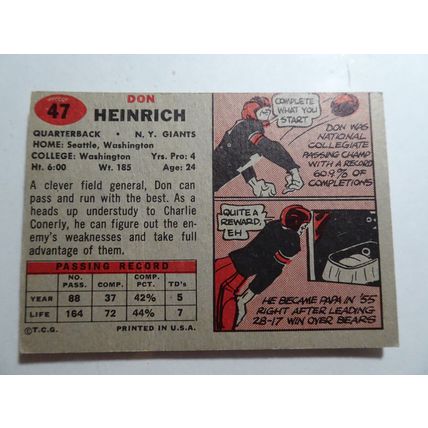 47
DON
HEINRICH
QUARTERBACK • N. Y. GIANTS
HOME: Seattle, Washington
COLLEGE: Washington Yrs. Pro: 4
Ht. 6:00 Wt. 185 Age: 24
A clever field general, Don can
pass and run with the best. As a
heads up understudy to Charlie
Conerly, he can figure out the en-
emy's weaknesses and take full
advantage of them.
PASSING RECORD
NO. PASS. COMP. COMP. PCT. TD's
YEAR 88 37 42% 5
LIFE 164 72 44% 7
©T.C.G. PRINTED IN U.S.A.
COMPLETE
WHAT YOU
START
DON WAS
NATIONAL
COLLEGIATE
PASSING CHAMP
WITH A RECORD
60.9% OF
COMPLETIONS
QUITE A
REWARD,
EH
HE BECAME PAPA IN '55
RIGHT AFTER LEADING
28-17 WIN OVER BEARS